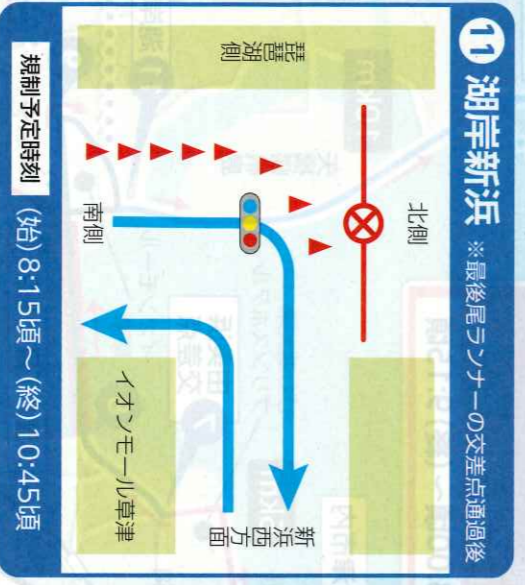 11 湖岸新浜 ※最後尾ランナーの交差点通過後
北側
琵琶湖側
南側
新浜西方面
イオンモール草津
規制予定時刻 (始)8:15頃～(終)10:45頃